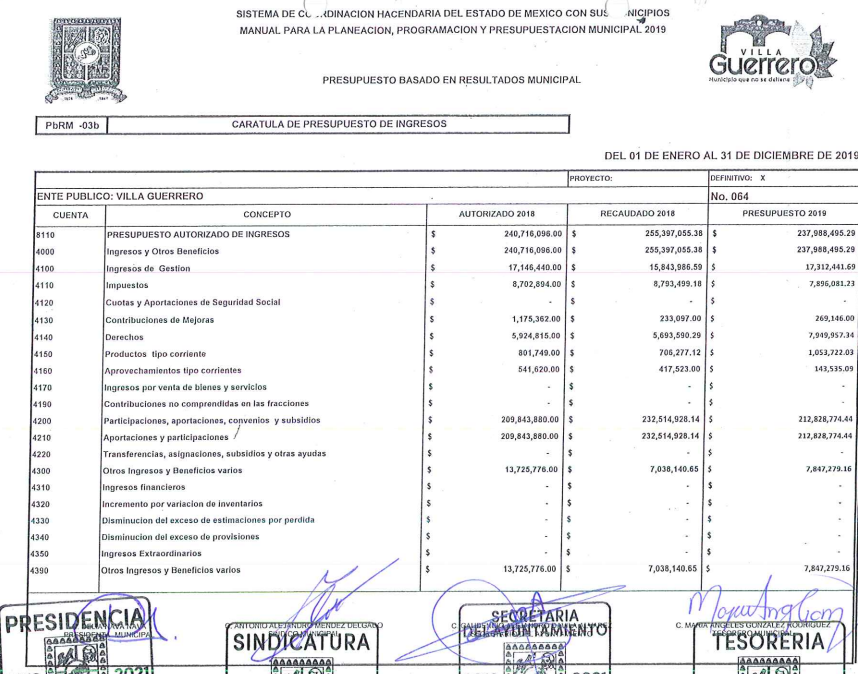 SISTEMA DE COORDINACION HACENDARIA DEL ESTADO DE MEXICO CON SUS MUNICIPIOS
MANUAL PARA LA PLANEACION, PROGRAMACION Y PRESUPUESTACION MUNICIPAL 2019
VILLA
Guerrero
Municipio que no se detiene
PRESUPUESTO BASADO EN RESULTADOS MUNICIPAL
PbRM -03b CARATULA DE PRESUPUESTO DE INGRESOS
DEL 01 DE ENERO AL 31 DE DICIEMBRE DE 2019
PROYECTO: DEFINITIVO: X
ENTE PUBLICO: VILLA GUERRERO No. 064
CUENTA CONCEPTO AUTORIZADO 2018 RECAUDADO 2018 PRESUPUESTO 2019
8110 PRESUPUESTO AUTORIZADO DE INGRESOS $ 240,716,096.00 $ 255,397,055.38 $ 237,988,495.29
4000 Ingresos y Otros Beneficios $ 240,716,096.00 $ 255,397,055.38 $ 237,988,495.29
4100 Ingresos de Gestion $ 17,146,440.00 $ 15,843,986.59 $ 17,312,441.69
4110 Impuestos $ 8,702,894.00 $ 8,793,499.18 $ 7,896,081.23
4120 Cuotas y Aportaciones de Seguridad Social $ - $ - $ -
4130 Contribuciones de Mejoras $ 1,175,362.00 $ 233,097.00 $ 269,146.00
4140 Derechos $ 5,924,815.00 $ 5,693,590.29 $ 7,949,957.34
4150 Productos tipo corriente $ 801,749.00 $ 706,277.12 $ 1,053,722.03
4160 Aprovechamientos tipo corrientes $ 541,620.00 $ 417,523.00 $ 143,535.09
4170 Ingresos por venta de bienes y servicios $ - $ - $ -
4190 Contribuciones no comprendidas en las fracciones $ - $ - $ -
4200 Participaciones, aportaciones, convenios y subsidios $ 209,843,880.00 $ 232,514,928.14 $ 212,828,774.44
4210 Aportaciones y participaciones $ 209,843,880.00 $ 232,514,928.14 $ 212,828,774.44
4220 Transferencias, asignaciones, subsidios y otras ayudas $ - $ - $ -
4300 Otros Ingresos y Beneficios varios $ 13,725,776.00 $ 7,038,140.65 $ 7,847,279.16
4310 Ingresos financieros $ - $ - $ -
4320 Incremento por variacion de inventarios $ - $ - $ -
4330 Disminucion del exceso de estimaciones por perdida $ - $ - $ -
4340 Disminucion del exceso de provisiones $ - $ - $ -
4350 Ingresos Extraordinarios $ - $ - $ -
4390 Otros Ingresos y Beneficios varios $ 13,725,776.00 $ 7,038,140.65 $ 7,847,279.16
PRESIDENCIA SECRETARIA
C. ANTONIO ALEJANDRO MENDEZ DELGADO C. MARIA ANGELES GONZALEZ RODRIGUEZ
MUNICIPAL SINDICO MUNICIPAL DEL AYUNTAMIENTO TESORERO MUNICIPAL
SINDICATURA TESORERIA
2021 2021